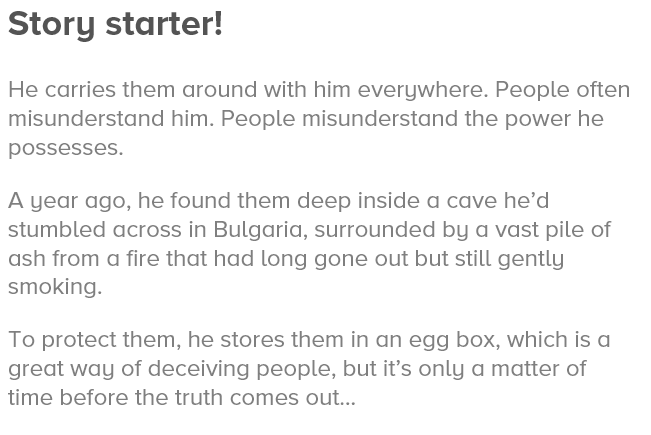 Story starter!
He carries them around with him everywhere. People often
misunderstand him. People misunderstand the power he
possesses.
A year ago, he found them deep inside a cave he’d
stumbled across in Bulgaria, surrounded by a vast pile of
ash from a fire that had long gone out but still gently
smoking.
To protect them, he stores them in an egg box, which is a
great way of deceiving people, but it’s only a matter of
time before the truth comes out…